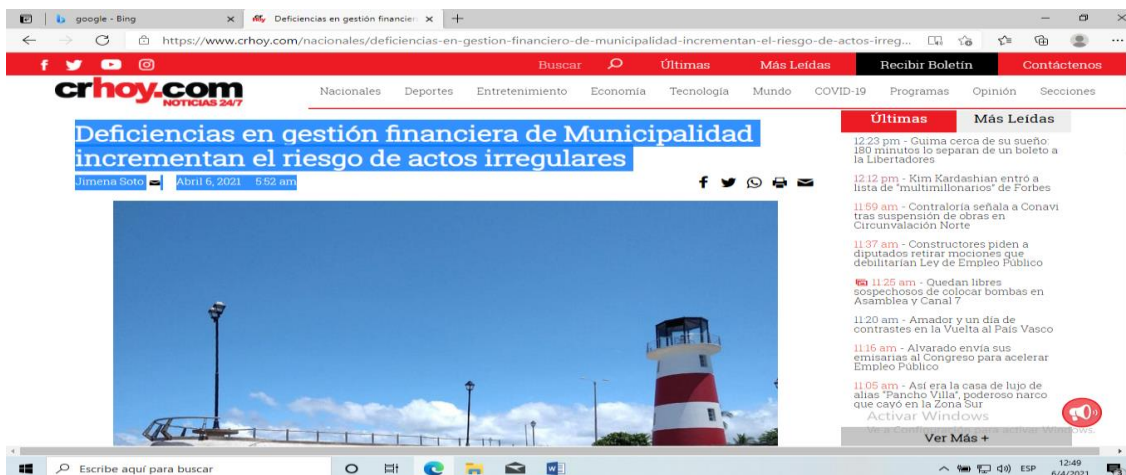 google - Bing
Deficiencias en gestión financier
https://www.crhoy.com/nacionales/deficiencias-en-gestion-financiero-de-municipalidad-incrementan-el-riesgo-de-actos-irreg...
Buscar Últimas Más Leídas Recibir Boletín Contáctenos
crhoy.com
NOTICIAS 24/7
Nacionales Deportes Entretenimiento Economía Tecnología Mundo COVID-19 Programas Opinión Secciones
Deficiencias en gestión financiera de Municipalidad
incrementan el riesgo de actos irregulares
Jimena Soto Abril 6, 2021 5:52 am
Últimas Más Leídas
12:23 pm - Guima cerca de su sueño:
180 minutos lo separan de un boleto a
la Libertadores
12:12 pm - Kim Kardashian entró a
lista de "multimillonarios" de Forbes
11:59 am - Contraloría señala a Conavi
tras suspensión de obras en
Circunvalación Norte
11:37 am - Constructores piden a
diputados retirar mociones que
debilitarían Ley de Empleo Público
11:25 am - Quedan libres
sospechosos de colocar bombas en
Asamblea y Canal 7
11:20 am - Amador y un día de
contrastes en la Vuelta al País Vasco
11:16 am - Alvarado envía sus
emisarias al Congreso para acelerar
Empleo Público
11:05 am - Así era la casa de lujo de
alias "Pancho Villa", poderoso narco
que cayó en la Zona Sur
Activar Windows
Ver Más +
Escribe aquí para buscar
ESP
12:49
6/4/2021